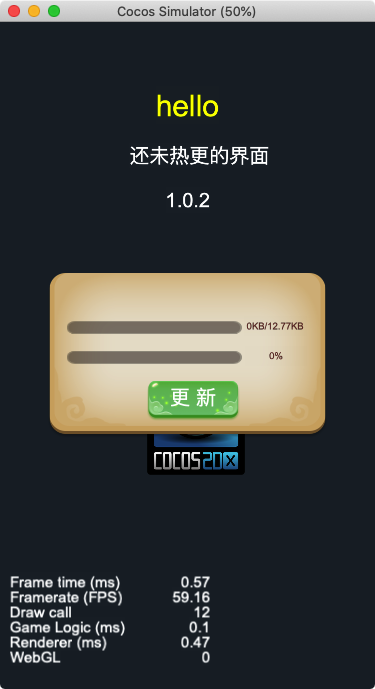 Cocos Simulator (50%)
hello
还未热更的界面
1.0.2
0KB/12.77KB
0%
更 新
COCOS2DX
Frame time (ms) 0.57
Framerate (FPS) 59.16
Draw call 12
Game Logic (ms) 0.1
Renderer (ms) 0.47
WebGL 0